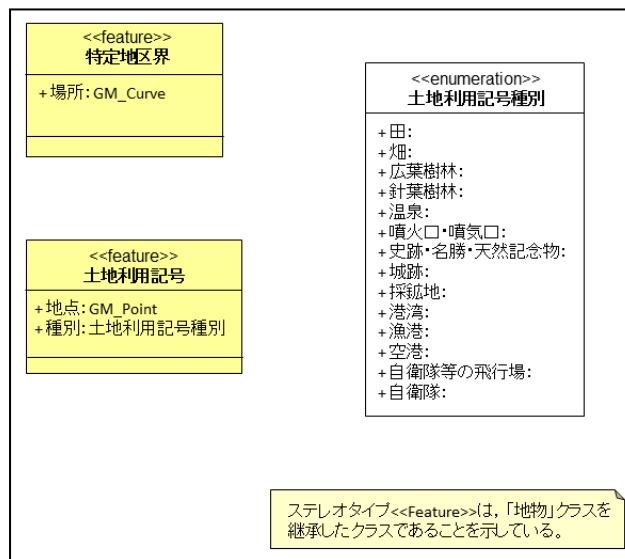 <<feature>>
特定地区界
+場所:GM_Curve
<<feature>>
土地利用記号
+地点:GM_Point
+種別:土地利用記号種別
<<enumeration>>
土地利用記号種別
+田:
+畑:
+広葉樹林:
+針葉樹林:
+温泉:
+噴火口・噴気口:
+史跡・名勝・天然記念物:
+城跡:
+採鉱地:
+港湾:
+漁港:
+空港:
+自衛隊等の飛行場:
+自衛隊:
ステレオタイプ<<Feature>>は,「地物」クラスを
継承したクラスであることを示している。